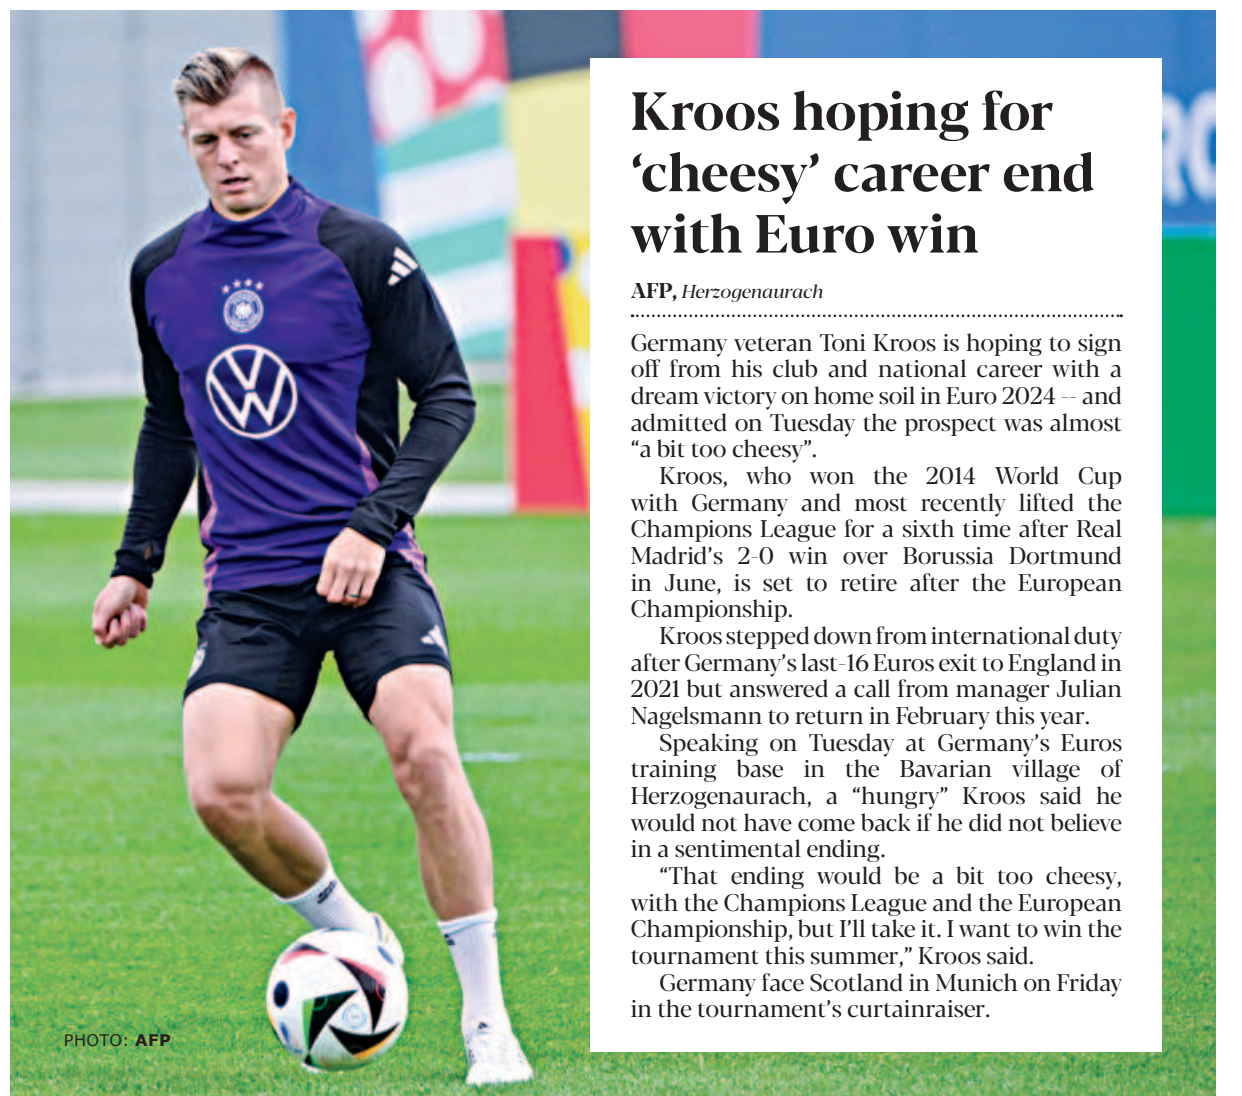 Kroos hoping for
‘cheesy’ career end
with Euro win
AFP, Herzogenaurach
Germany veteran Toni Kroos is hoping to sign
off from his club and national career with a
dream victory on home soil in Euro 2024 -- and
admitted on Tuesday the prospect was almost
“a bit too cheesy”.
Kroos, who won the 2014 World Cup
with Germany and most recently lifted the
Champions League for a sixth time after Real
Madrid’s 2-0 win over Borussia Dortmund
in June, is set to retire after the European
Championship.
Kroos stepped down from international duty
after Germany’s last-16 Euros exit to England in
2021 but answered a call from manager Julian
Nagelsmann to return in February this year.
Speaking on Tuesday at Germany’s Euros
training base in the Bavarian village of
Herzogenaurach, a “hungry” Kroos said he
would not have come back if he did not believe
in a sentimental ending.
“That ending would be a bit too cheesy,
with the Champions League and the European
Championship, but I’ll take it. I want to win the
tournament this summer,” Kroos said.
Germany face Scotland in Munich on Friday
in the tournament’s curtainraiser.
PHOTO: AFP